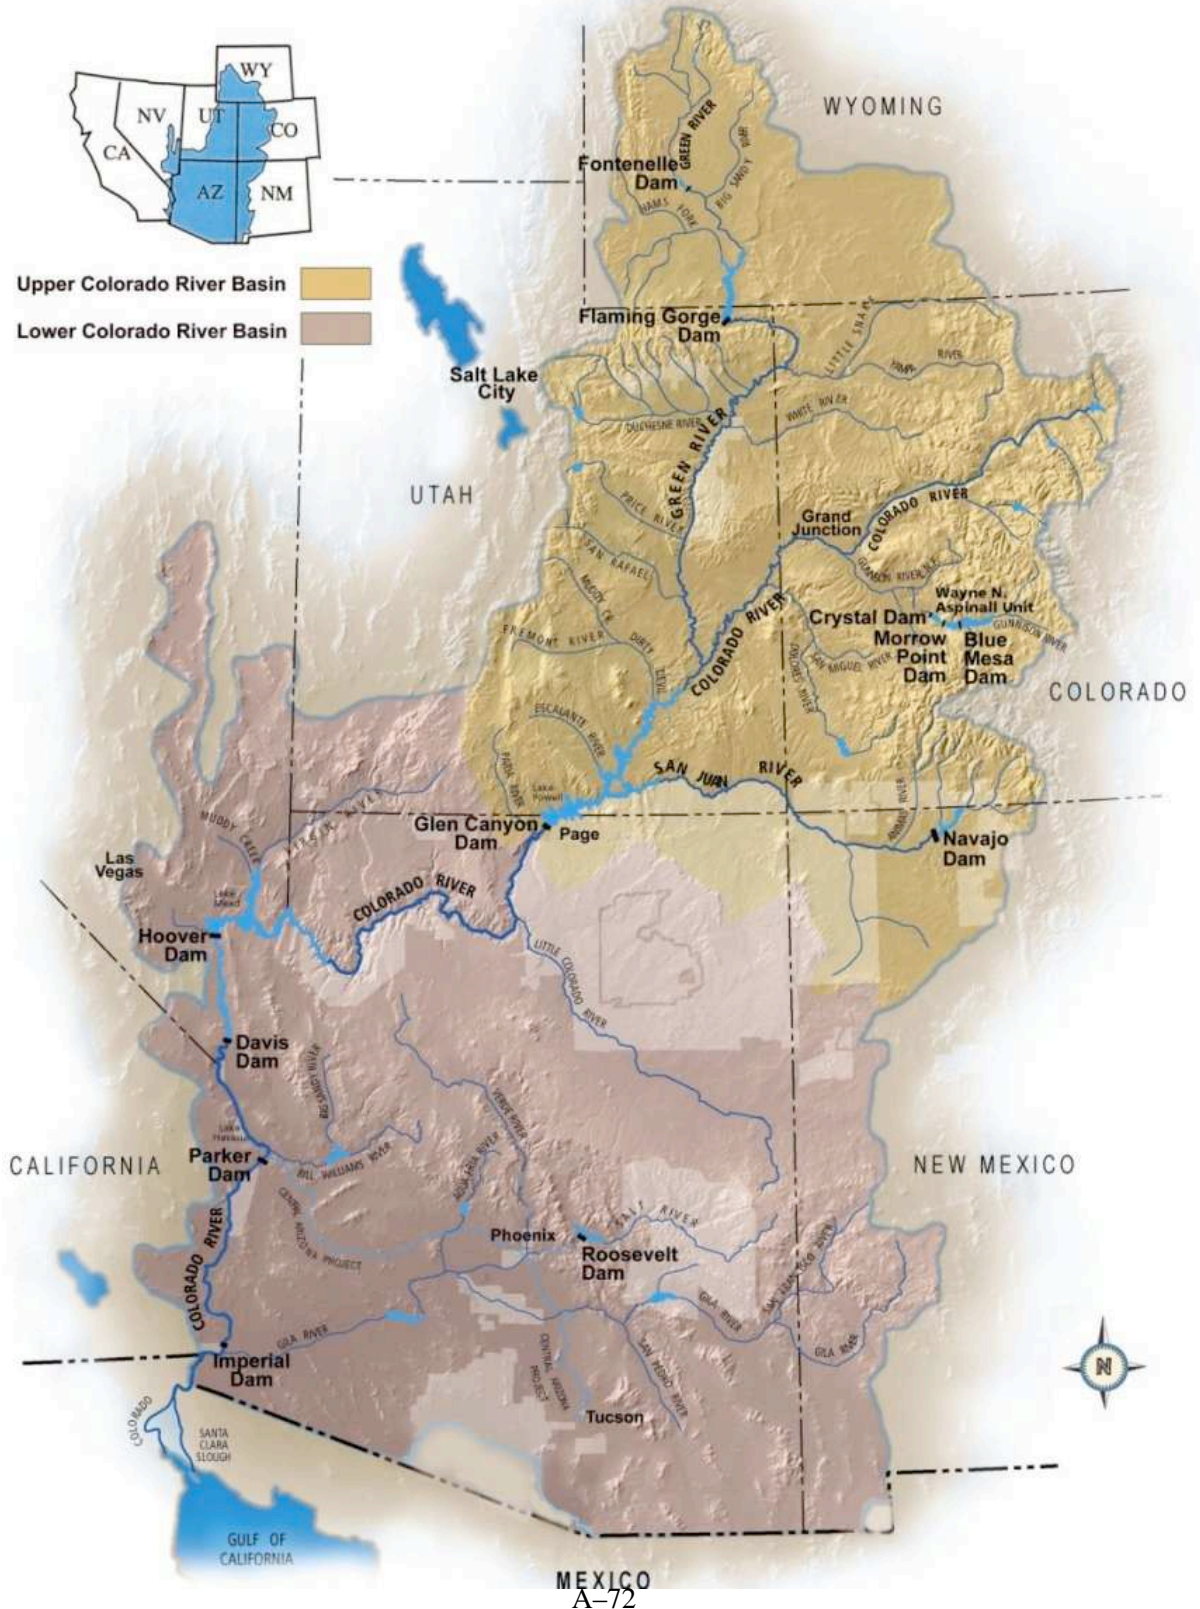 WY
NV
UT
CO
CA
AZ
NM
WYOMING
GREEN RIVER
BIG SANDY RIVER
Fontenelle
Dam
HAMS FORK
Upper Colorado River Basin
Lower Colorado River Basin
Flaming Gorge
Dam
LITTLE SNAKE
YAMPA RIVER
Salt Lake
City
WHITE RIVER
DUCHESNE RIVER
GREEN RIVER
UTAH
PRICE RIVER
COLORADO RIVER
Grand
Junction
SAN RAFAEL
GUNNISON RIVER, N.F.
MUDDY CR
Wayne N.
Aspinall Unit
Crystal Dam
GUNNISON RIVER
Morrow
Point
Dam
Blue
Mesa
Dam
FREMONT RIVER
DIRTY DEVIL
COLORADO RIVER
DOLORES RIVER
SAN MIGUEL RIVER
COLORADO
ESCALANTE RIVER
PARIA RIVER
SAN JUAN RIVER
Lake
Powell
ANIMAS RIVER
Glen Canyon
Dam
Page
Navajo
Dam
MUDDY CREEK
VIRGIN RIVER
Las
Vegas
Lake
Mead
COLORADO RIVER
Hoover
Dam
LITTLE COLORADO RIVER
Davis
Dam
BIG SANDY RIVER
VERDE RIVER
Lake
Havasu
CALIFORNIA
Parker
Dam
BILL WILLIAMS RIVER
AGUA FRIA RIVER
NEW MEXICO
CENTRAL ARIZONA PROJECT
COLORADO RIVER
Phoenix
SALT RIVER
Roosevelt
Dam
SAN FRANCISCO RIVER
GILA RIVER
GILA RIVER
GILA RIVER
Imperial
Dam
CENTRAL ARIZONA
PROJECT
SAN PEDRO RIVER
N
Tucson
COLORADO
SANTA
CLARA
SLOUGH
GULF OF
CALIFORNIA
MEXICO
A–72